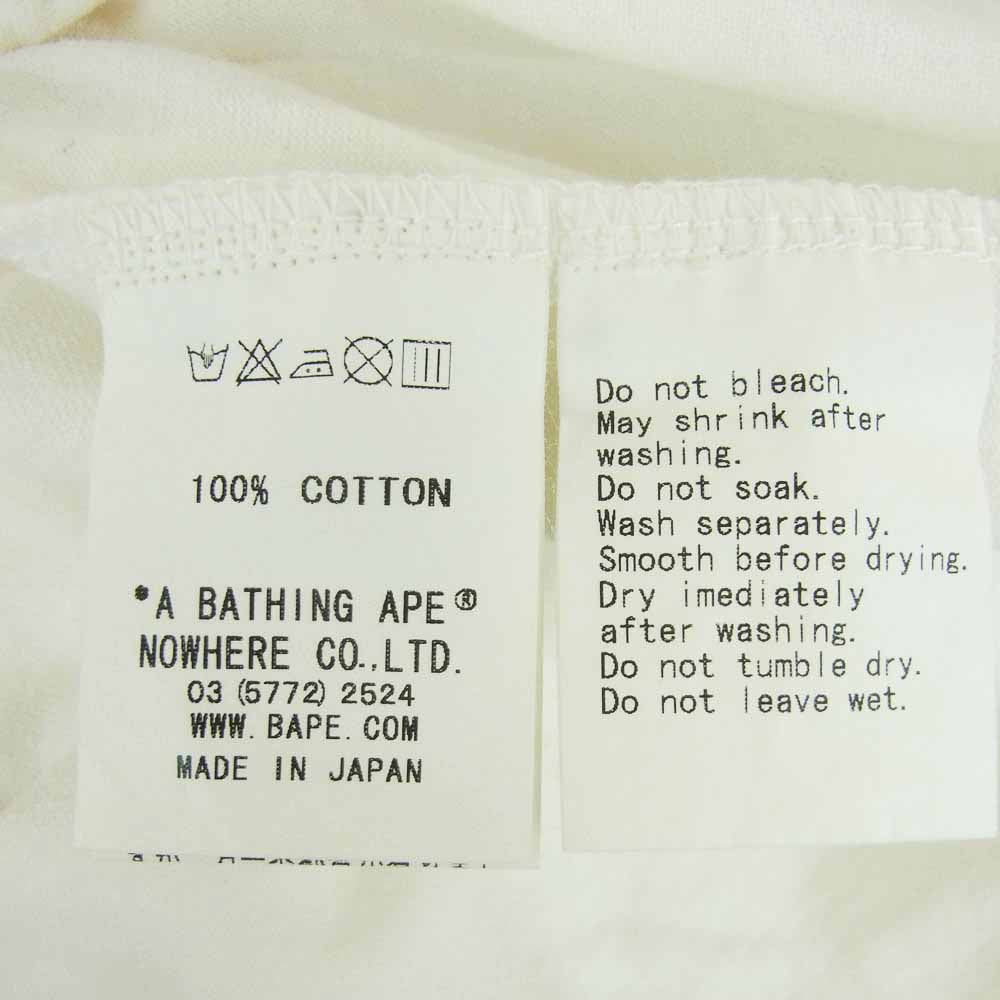 100% COTTON
*A BATHING APE®
NOWHERE CO.,LTD.
03 (5772) 2524
WWW. BAPE. COM
MADE IN JAPAN
Do not bleach.
May shrink after
washing.
Do not soak.
Wash separately.
Smooth before drying.
Dry imediately
after washing.
Do not tumble dry.
Do not leave wet.